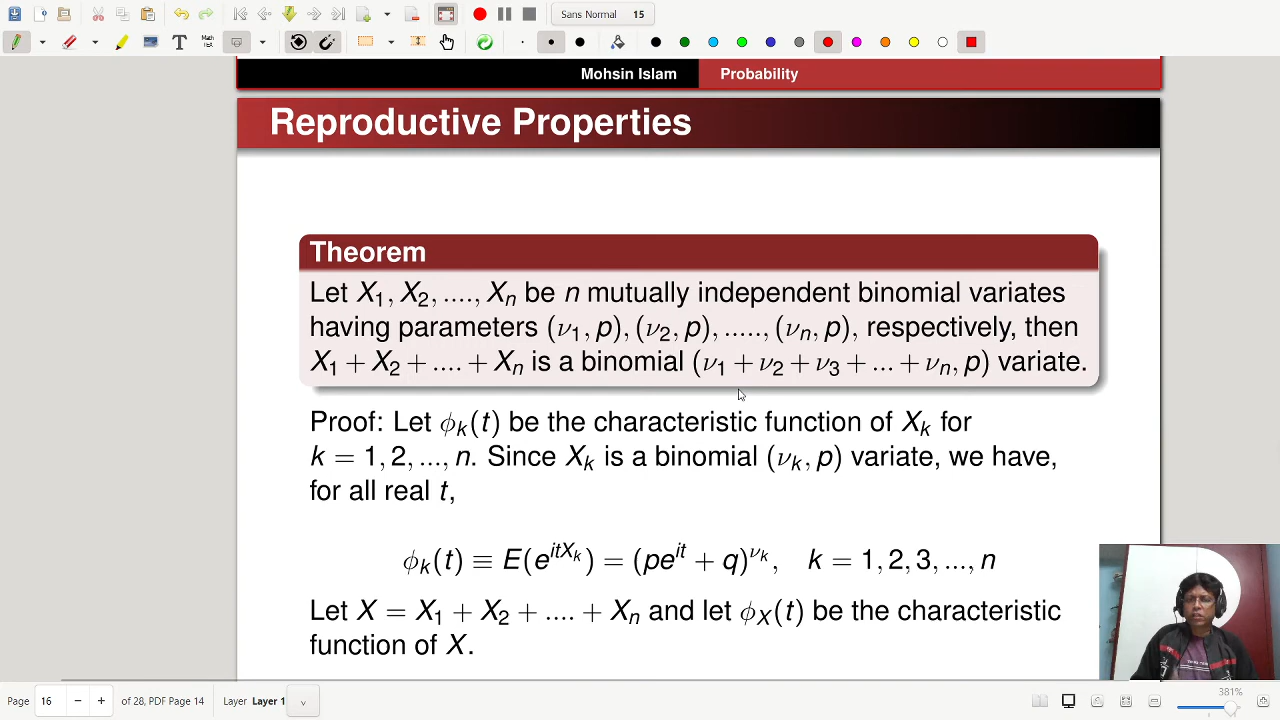 Sans Normal 15
Mohsin Islam Probability
Reproductive Properties
Theorem
Let X₁, X₂, ...., Xₙ be n mutually independent binomial variates
having parameters (ν₁, p), (ν₂, p), ....., (νₙ, p), respectively, then
X₁ + X₂ + .... + Xₙ is a binomial (ν₁ + ν₂ + ν₃ + ... + νₙ, p) variate.
Proof: Let ϕₖ(t) be the characteristic function of Xₖ for
k = 1, 2, ..., n. Since Xₖ is a binomial (νₖ, p) variate, we have,
for all real t,
ϕₖ(t) ≡ E(e^{itXₖ}) = (pe^{it} + q)^{νₖ}, k = 1, 2, 3, ..., n
Let X = X₁ + X₂ + .... + Xₙ and let ϕ_X(t) be the characteristic
function of X.
Page 16 of 28, PDF Page 14 Layer Layer 1 381%